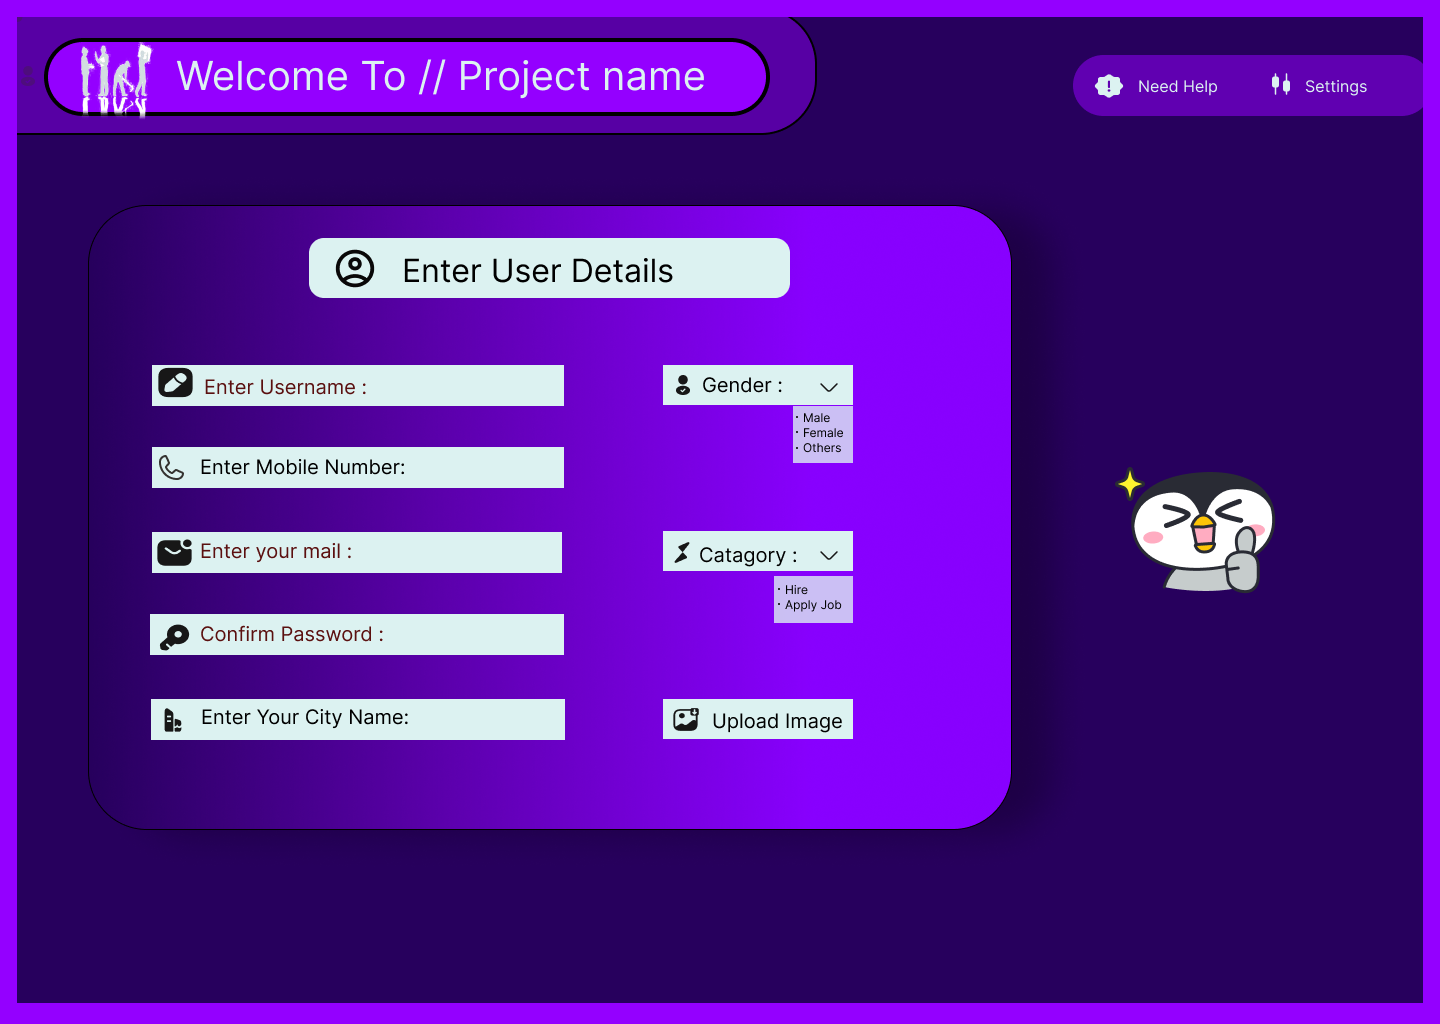 Welcome To // Project name
Need Help
Settings
Enter User Details
Enter Username :
Gender :
· Male
· Female
· Others
Enter Mobile Number:
Enter your mail :
Catagory :
· Hire
· Apply Job
Confirm Password :
Enter Your City Name:
Upload Image